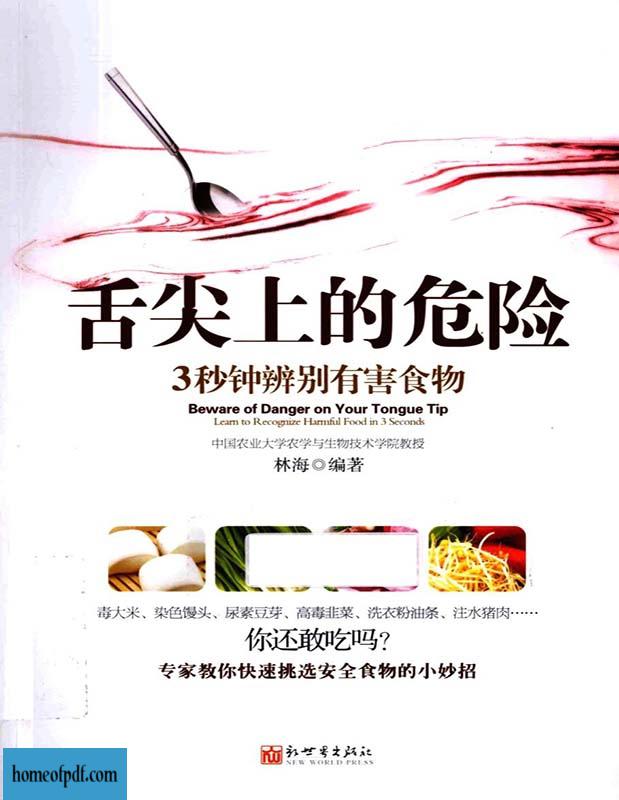 舌尖上的危险
3秒钟辨别有害食物
Beware of Danger on Your Tongue Tip
Learn to Recognize Harmful Food in 3 Seconds
中国农业大学农学与生物技术学院教授
林海◎编著
毒大米、染色馒头、尿素豆芽、高毒韭菜、洗衣粉油条、注水猪肉……
你还敢吃吗?
专家教你快速挑选安全食物的小妙招
新世界出版社
NEW WORLD PRESS
homeofpdf.com